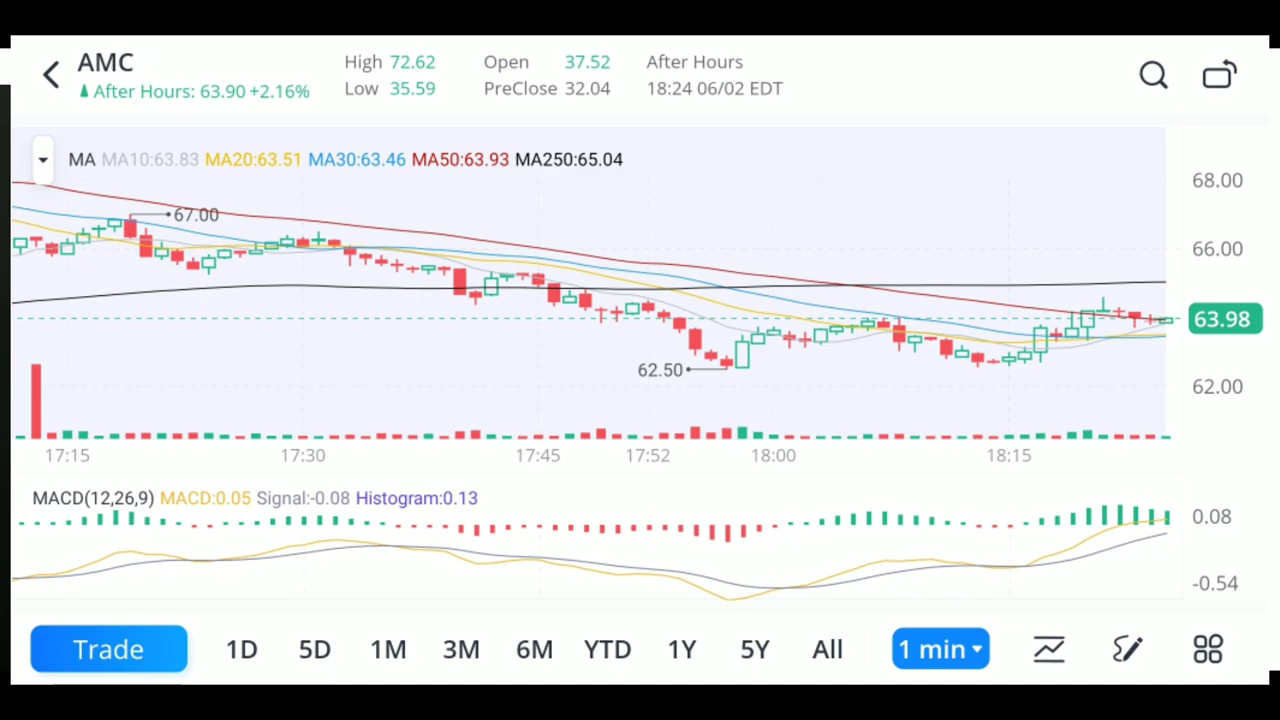 AMC
After Hours: 63.90 +2.16%
High 72.62 Open 37.52 After Hours
Low 35.59 PreClose 32.04 18:24 06/02 EDT
MA MA10:63.83 MA20:63.51 MA30:63.46 MA50:63.93 MA250:65.04
68.00
67.00
66.00
63.98
62.50
62.00
17:15 17:30 17:45 17:52 18:00 18:15
MACD(12,26,9) MACD:0.05 Signal:-0.08 Histogram:0.13
0.08
-0.54
Trade 1D 5D 1M 3M 6M YTD 1Y 5Y All 1 min